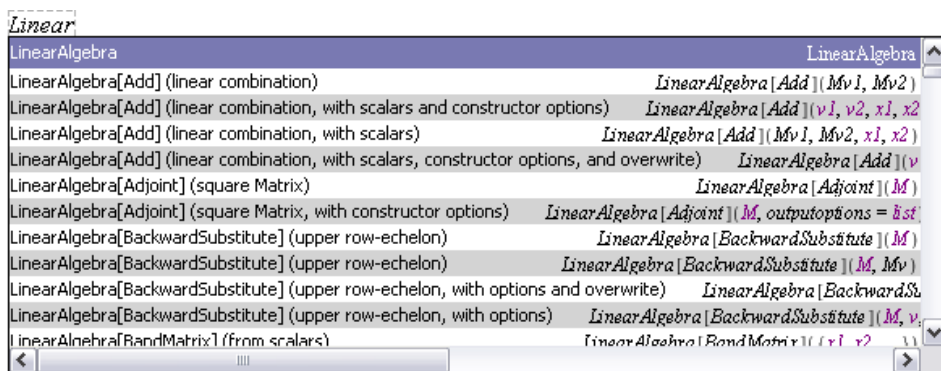 Linear
LinearAlgebra LinearAlgebra
LinearAlgebra[Add] (linear combination) LinearAlgebra[Add](Mv1, Mv2)
LinearAlgebra[Add] (linear combination, with scalars and constructor options) LinearAlgebra[Add](v1, v2, x1, x2
LinearAlgebra[Add] (linear combination, with scalars) LinearAlgebra[Add](Mv1, Mv2, x1, x2)
LinearAlgebra[Add] (linear combination, with scalars, constructor options, and overwrite) LinearAlgebra[Add](v
LinearAlgebra[Adjoint] (square Matrix) LinearAlgebra[Adjoint](M)
LinearAlgebra[Adjoint] (square Matrix, with constructor options) LinearAlgebra[Adjoint](M, outputoptions = list
LinearAlgebra[BackwardSubstitute] (upper row-echelon) LinearAlgebra[BackwardSubstitute](M)
LinearAlgebra[BackwardSubstitute] (upper row-echelon) LinearAlgebra[BackwardSubstitute](M, Mv)
LinearAlgebra[BackwardSubstitute] (upper row-echelon, with options and overwrite) LinearAlgebra[BackwardSu
LinearAlgebra[BackwardSubstitute] (upper row-echelon, with options) LinearAlgebra[BackwardSubstitute](M, v,
LinearAlgebra[BandMatrix] (from scalars) LinearAlgebra[BandMatrix]